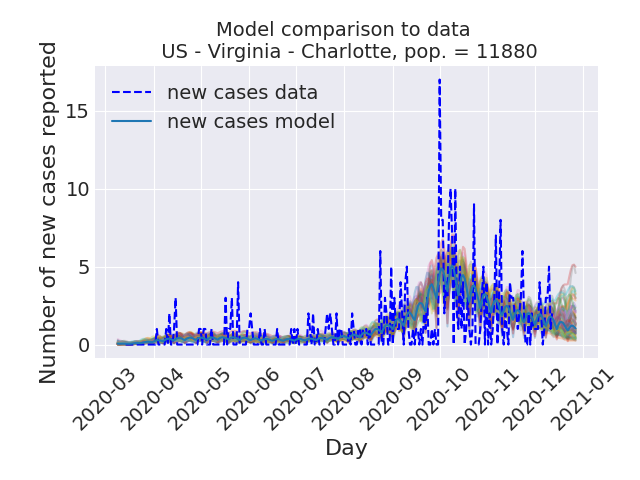 Model comparison to data
US - Virginia - Charlotte, pop. = 11880
Number of new cases reported
new cases data
new cases model
15
10
5
0
2020-03
2020-04
2020-05
2020-06
2020-07
2020-08
2020-09
2020-10
2020-11
2020-12
2021-01
Day